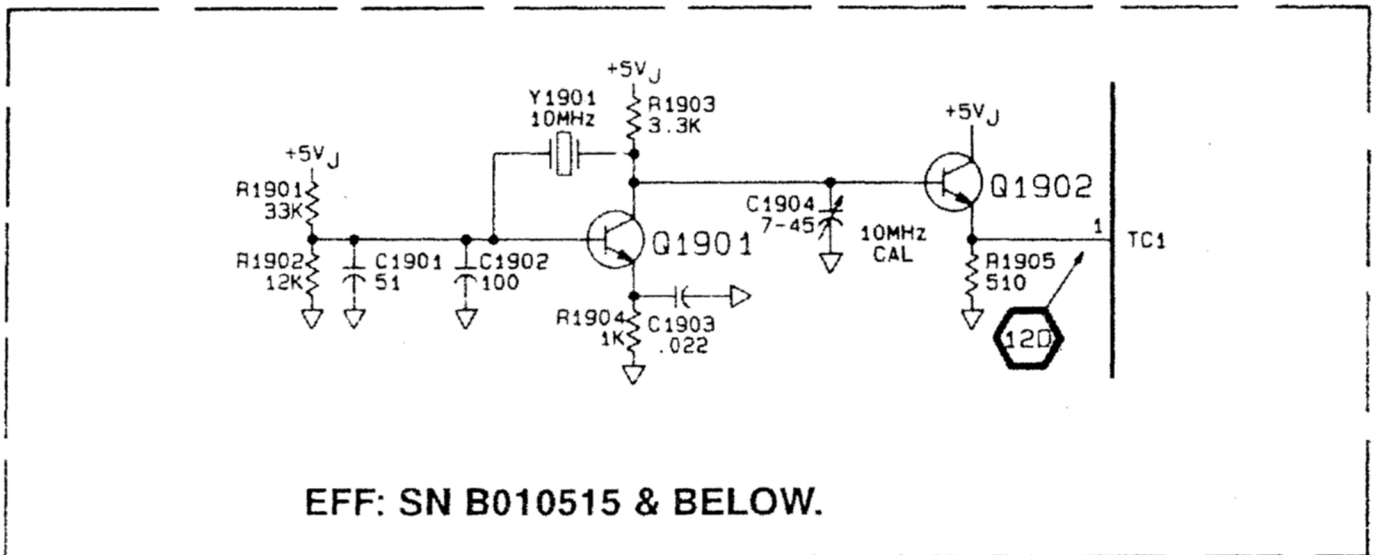 +5VJ
Y1901
10MHz
R1903
3.3K
+5VJ
+5VJ
R1901
33K
Q1902
C1904
7-45
10MHz
CAL
1
TC1
Q1901
R1902
12K
C1901
51
C1902
100
R1905
510
R1904
1K
C1903
.022
12D
EFF: SN B010515 & BELOW.